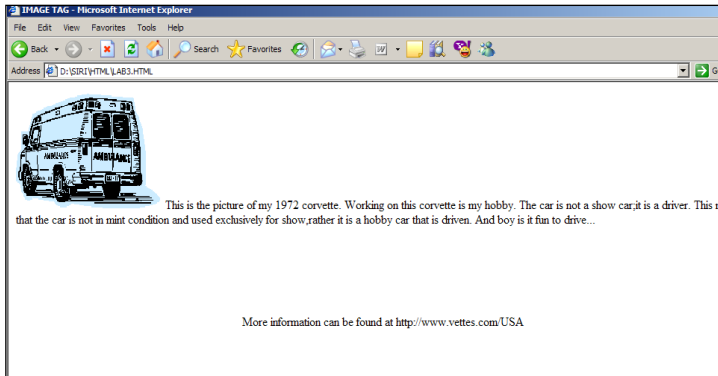 IMAGE TAG - Microsoft Internet Explorer
File Edit View Favorites Tools Help
Back Search Favorites
Address D:\SIRI\HTML\LAB3.HTML G
AMBULANCE AMBULANCE
This is the picture of my 1972 corvette. Working on this corvette is my hobby. The car is not a show car;it is a driver. This
that the car is not in mint condition and used exclusively for show,rather it is a hobby car that is driven. And boy is it fun to drive...
More information can be found at http://www.vettes.com/USA